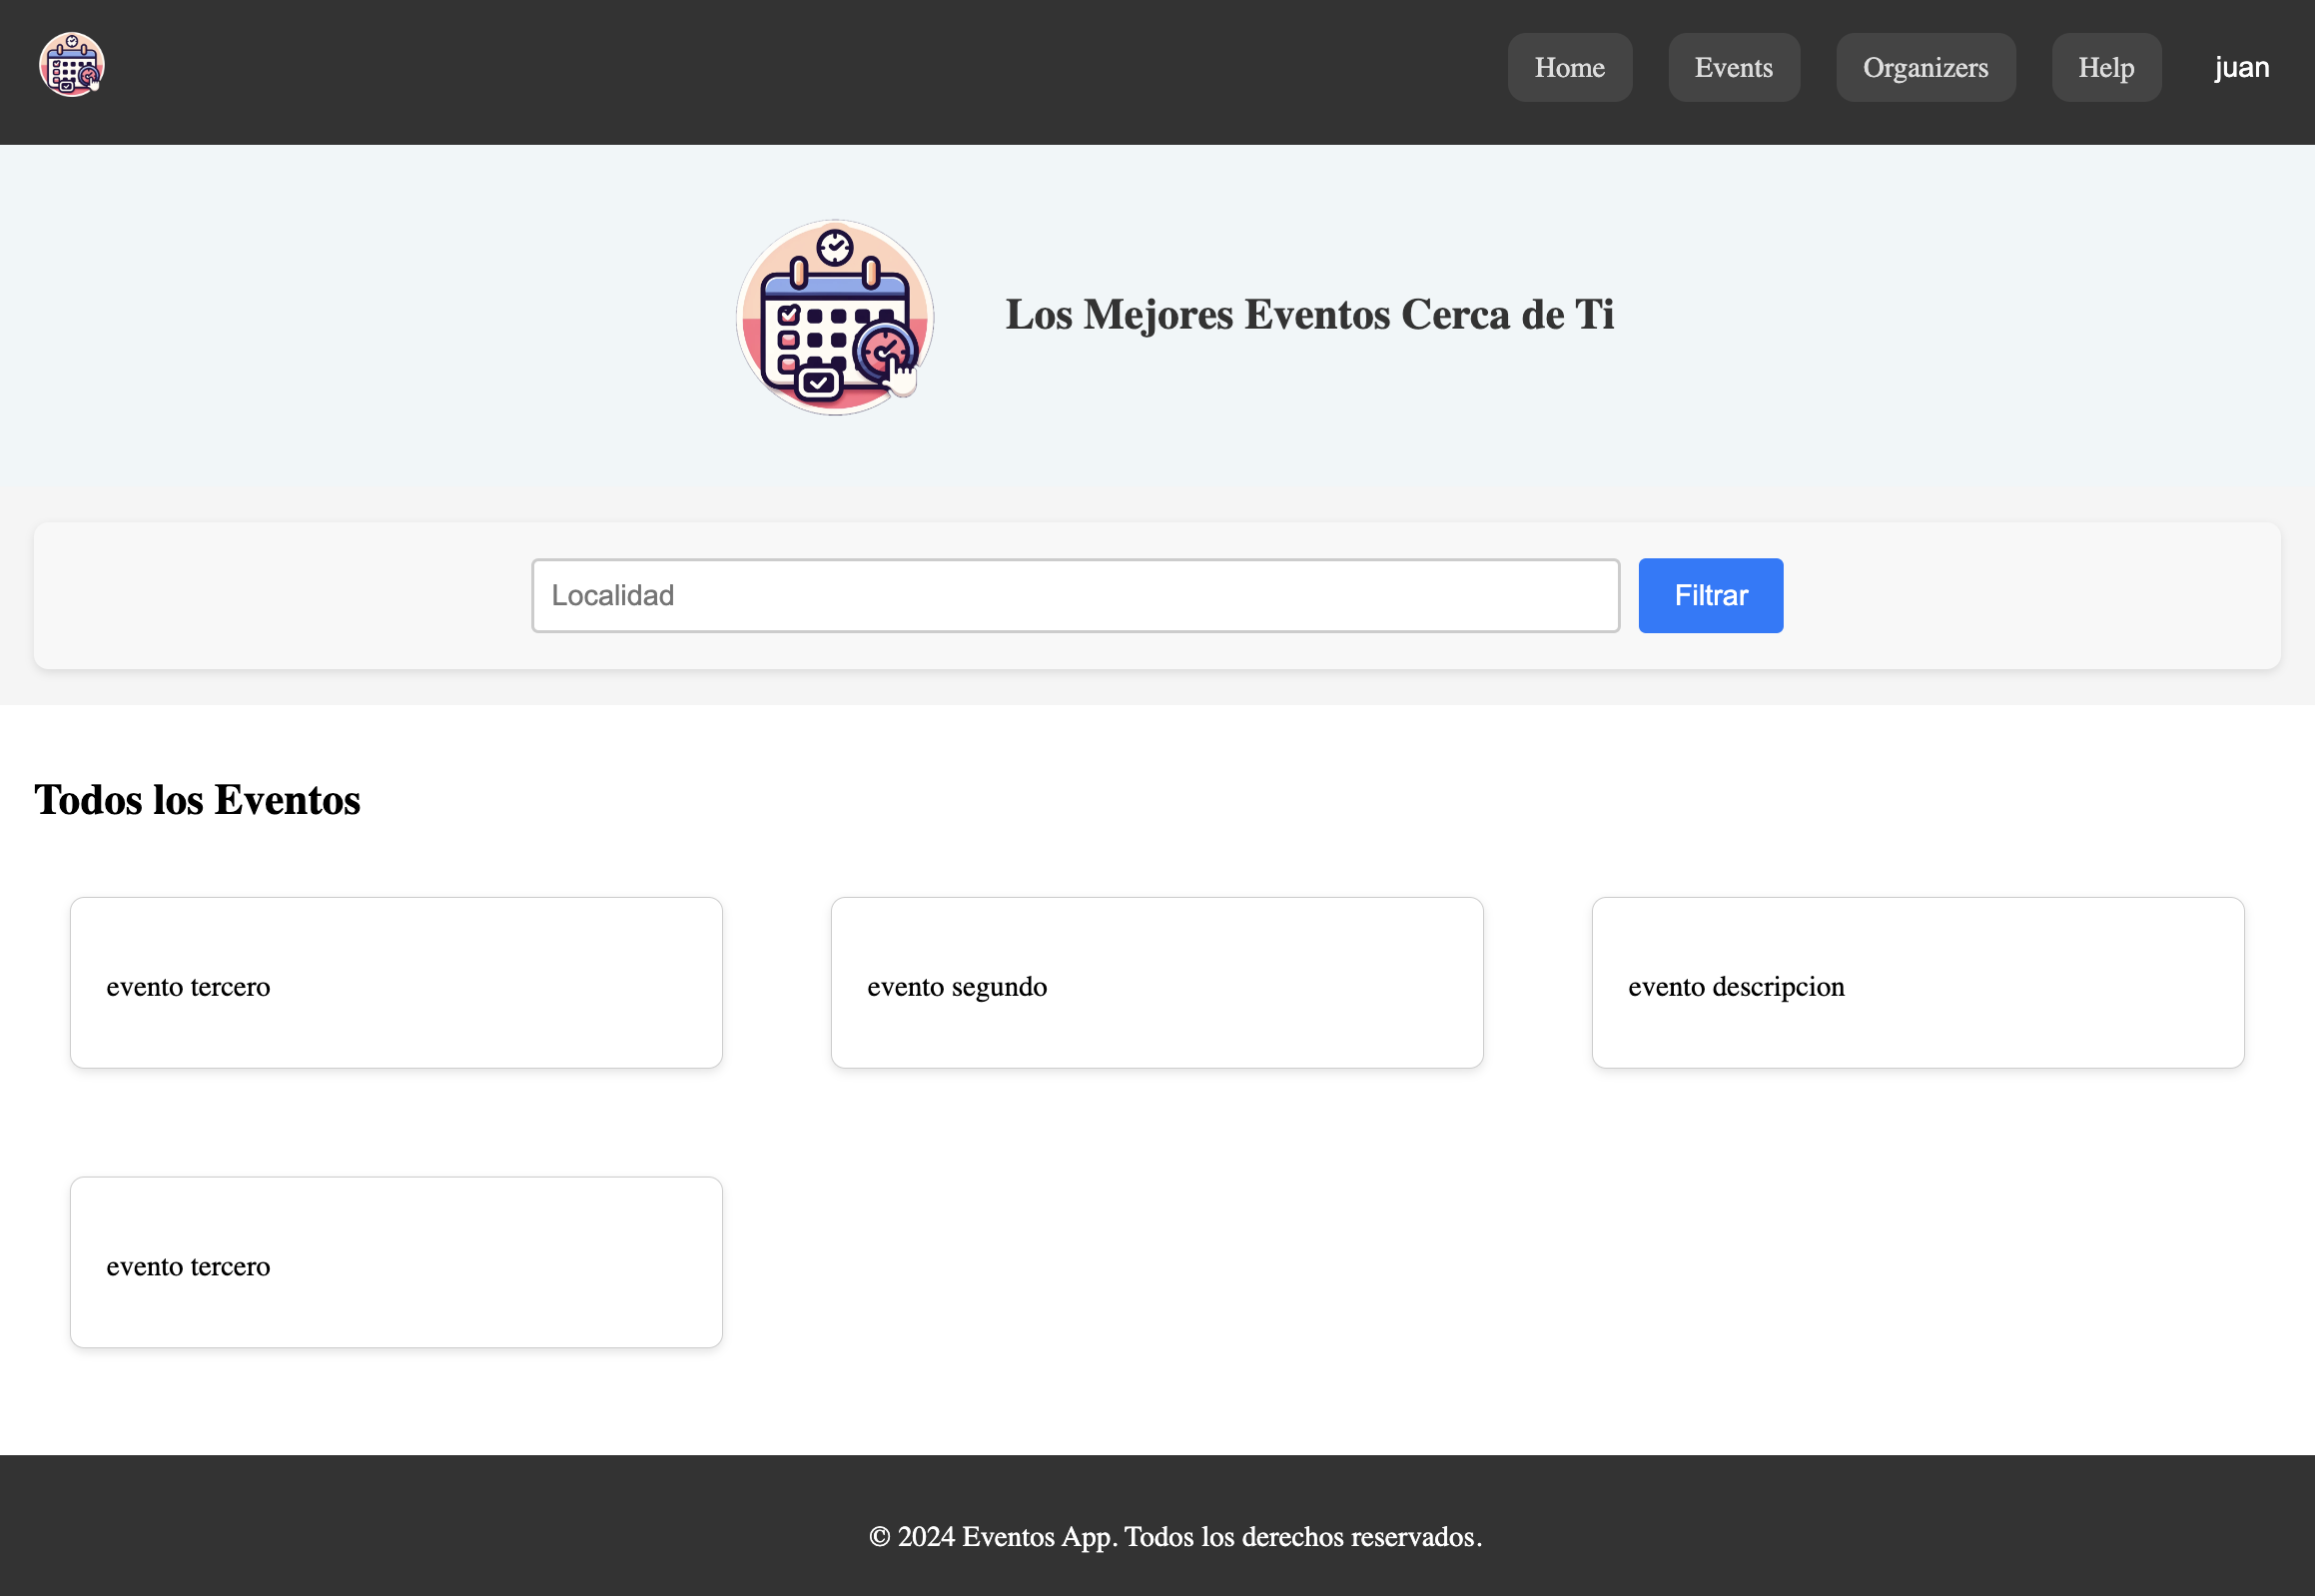 Home
Events
Organizers
Help
juan
Los Mejores Eventos Cerca de Ti
Localidad
Filtrar
Todos los Eventos
evento tercero
evento segundo
evento descripcion
evento tercero
© 2024 Eventos App. Todos los derechos reservados.